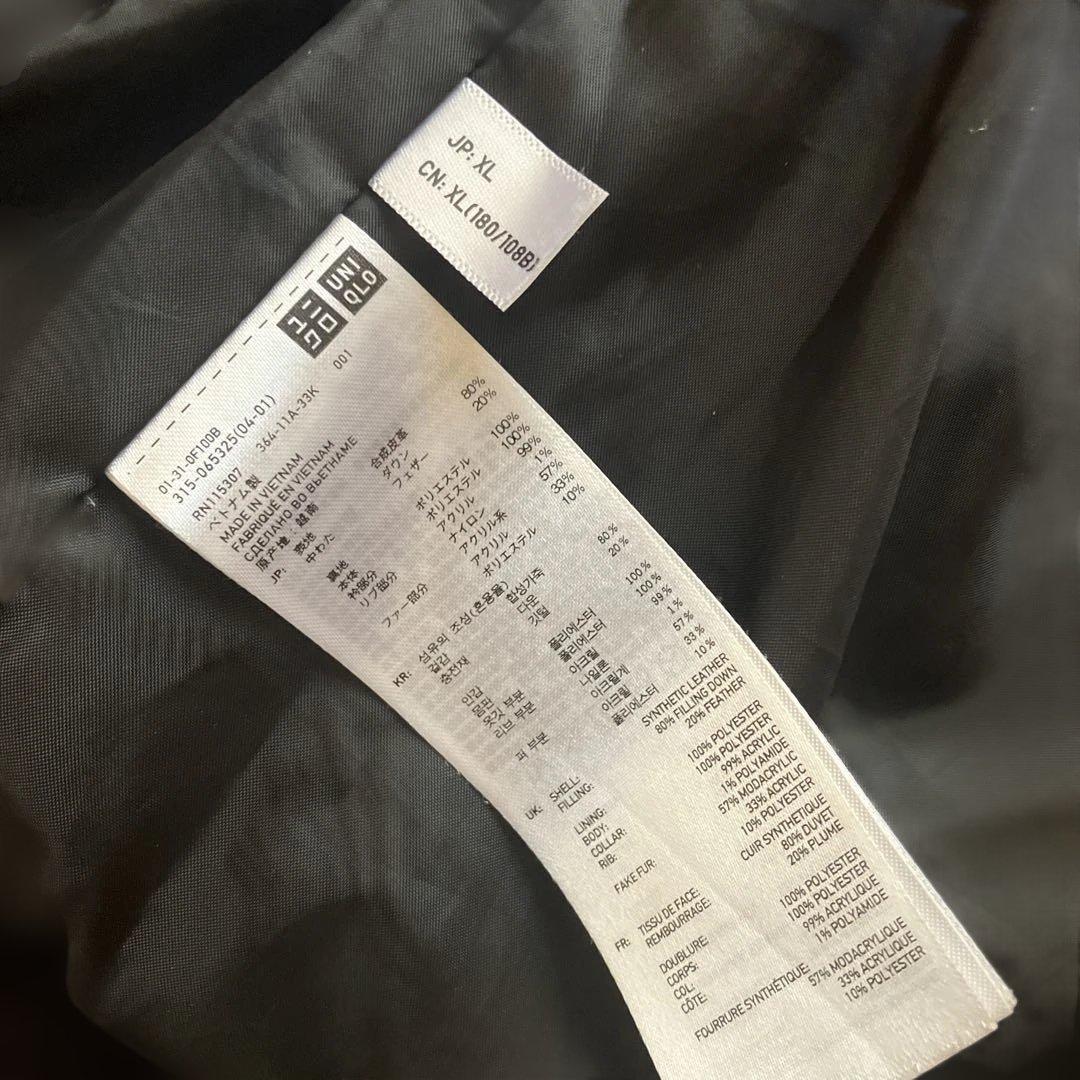 JP: XL
CN: XL(180/108B)
UNI
QLO
ユニ
クロ
01-31-0F100B
315-065325(04-01)
364-11A-33K 001
RN115307
ベトナム製
MADE IN VIETNAM
FABRIQUÉ EN VIETNAM
СДЕЛАНО ВО ВЬЕТНАМЕ
原产地：越南
JP: 表地 合成皮革
中わた ダウン 80%
フェザー 20%
裏地
本体 ポリエステル 100%
衿部分 ポリエステル 100%
リブ部分 アクリル 99%
ナイロン 1%
ファー部分 アクリル系 57%
アクリル 33%
ポリエステル 10%
KR: 섬유의 조성(혼용율)
겉감 합성가죽
충전재 다운 80%
깃털 20%
안감
몸판 폴리에스터 100%
옷깃 부분 폴리에스터 100%
리브 부분 아크릴 99%
나일론 1%
퍼 부분 아크릴계 57%
아크릴 33%
폴리에스터 10%
UK: SHELL: SYNTHETIC LEATHER
FILLING: 80% FILLING DOWN
20% FEATHER
LINING:
BODY: 100% POLYESTER
COLLAR: 100% POLYESTER
RIB: 99% ACRYLIC
1% POLYAMIDE
FAKE FUR: 57% MODACRYLIC
33% ACRYLIC
10% POLYESTER
FR: TISSU DE FACE: CUIR SYNTHETIQUE
REMBOURRAGE: 80% DUVET
20% PLUME
DOUBLURE:
CORPS: 100% POLYESTER
COL: 100% POLYESTER
CÔTE: 99% ACRYLIQUE
1% POLYAMIDE
FOURRURE SYNTHÉTIQUE: 57% MODACRYLIQUE
33% ACRYLIQUE
10% POLYESTER